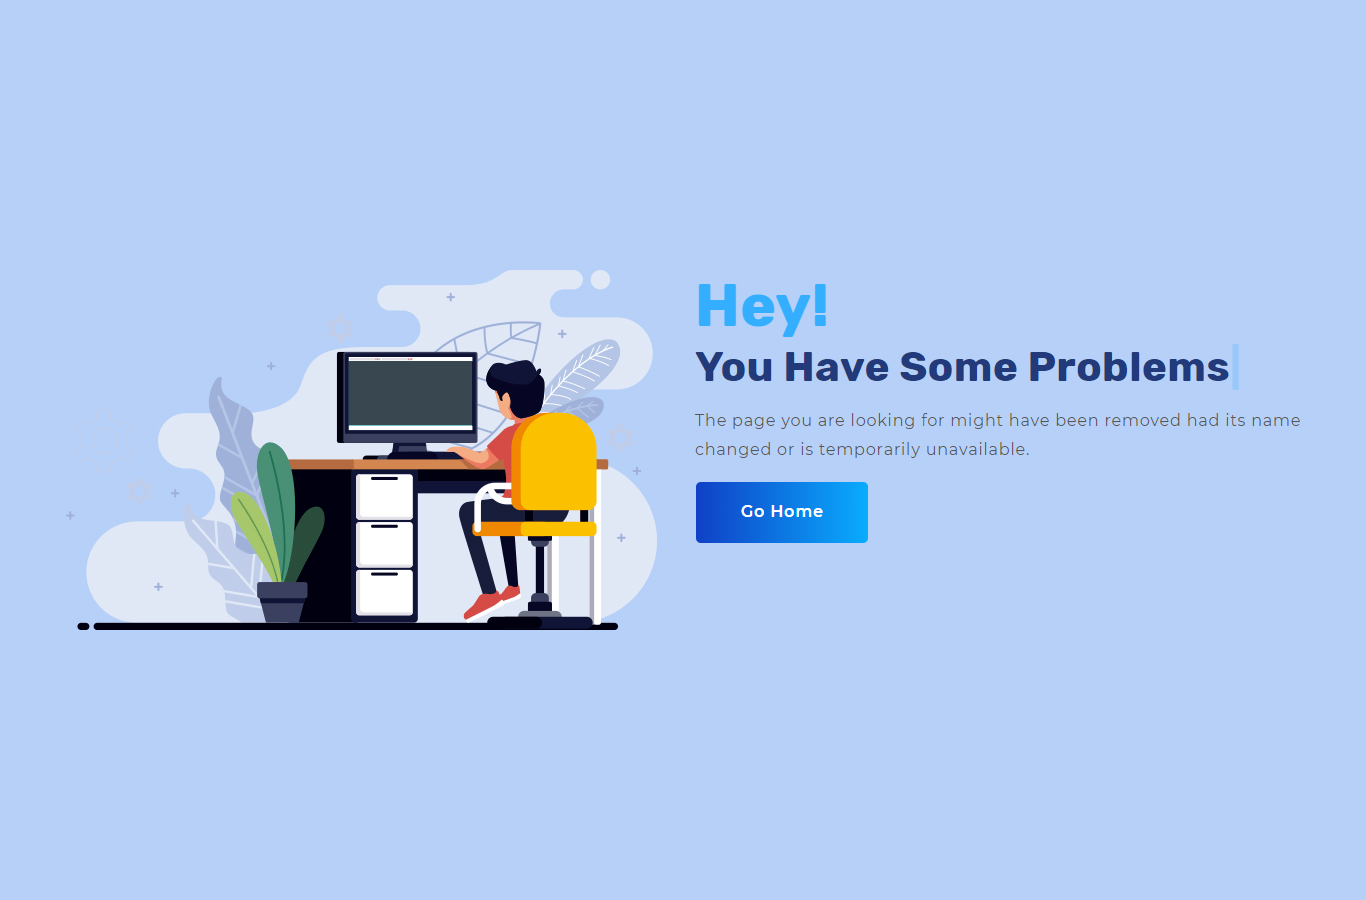 Hey!
You Have Some Problems
The page you are looking for might have been removed had its name
changed or is temporarily unavailable.
Go Home